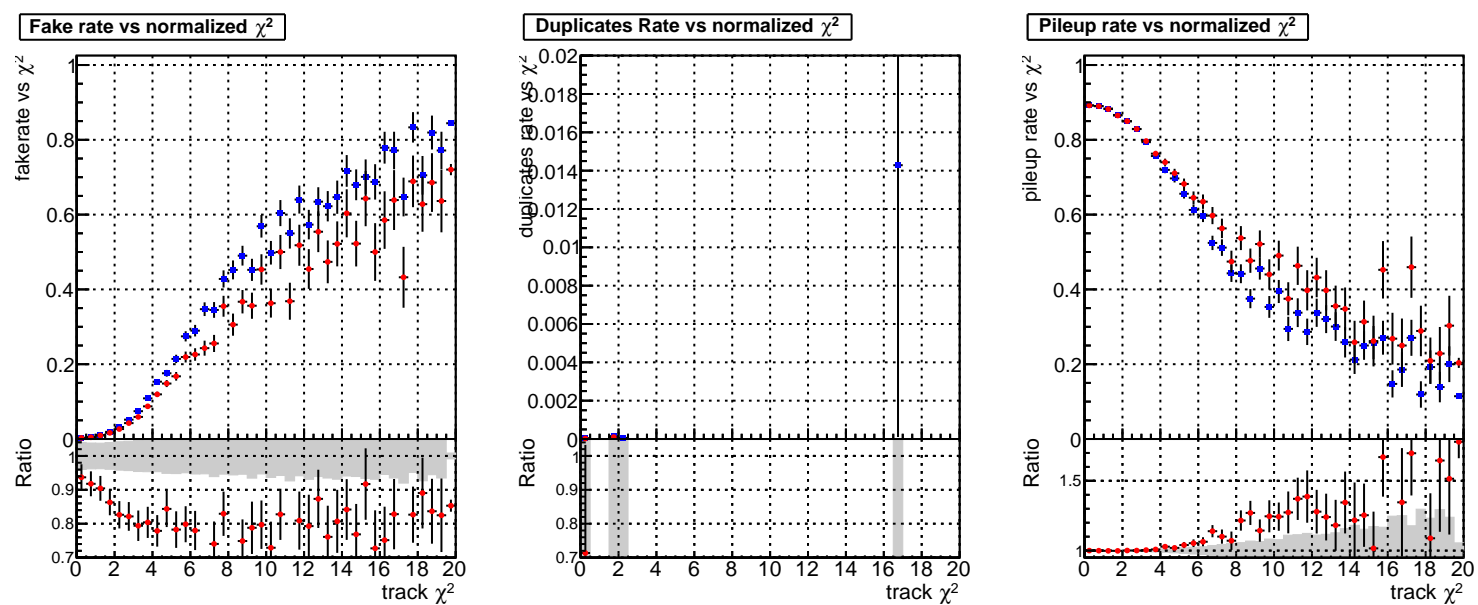 Fake rate vs normalized χ²
fakerate vs χ²
1
0.8
0.6
0.4
0.2
0
Ratio
1
0.9
0.8
0.7
0 2 4 6 8 10 12 14 16 18 20
track χ²
Duplicates Rate vs normalized χ²
duplicates rate vs χ²
0.02
0.018
0.016
0.014
0.012
0.01
0.008
0.006
0.004
0.002
0
Ratio
1
0.9
0.8
0.7
0 2 4 6 8 10 12 14 16 18 20
track χ²
Pileup rate vs normalized χ²
pileup rate vs χ²
1
0.8
0.6
0.4
0.2
0
Ratio
1.5
1
0 2 4 6 8 10 12 14 16 18 20
track χ²